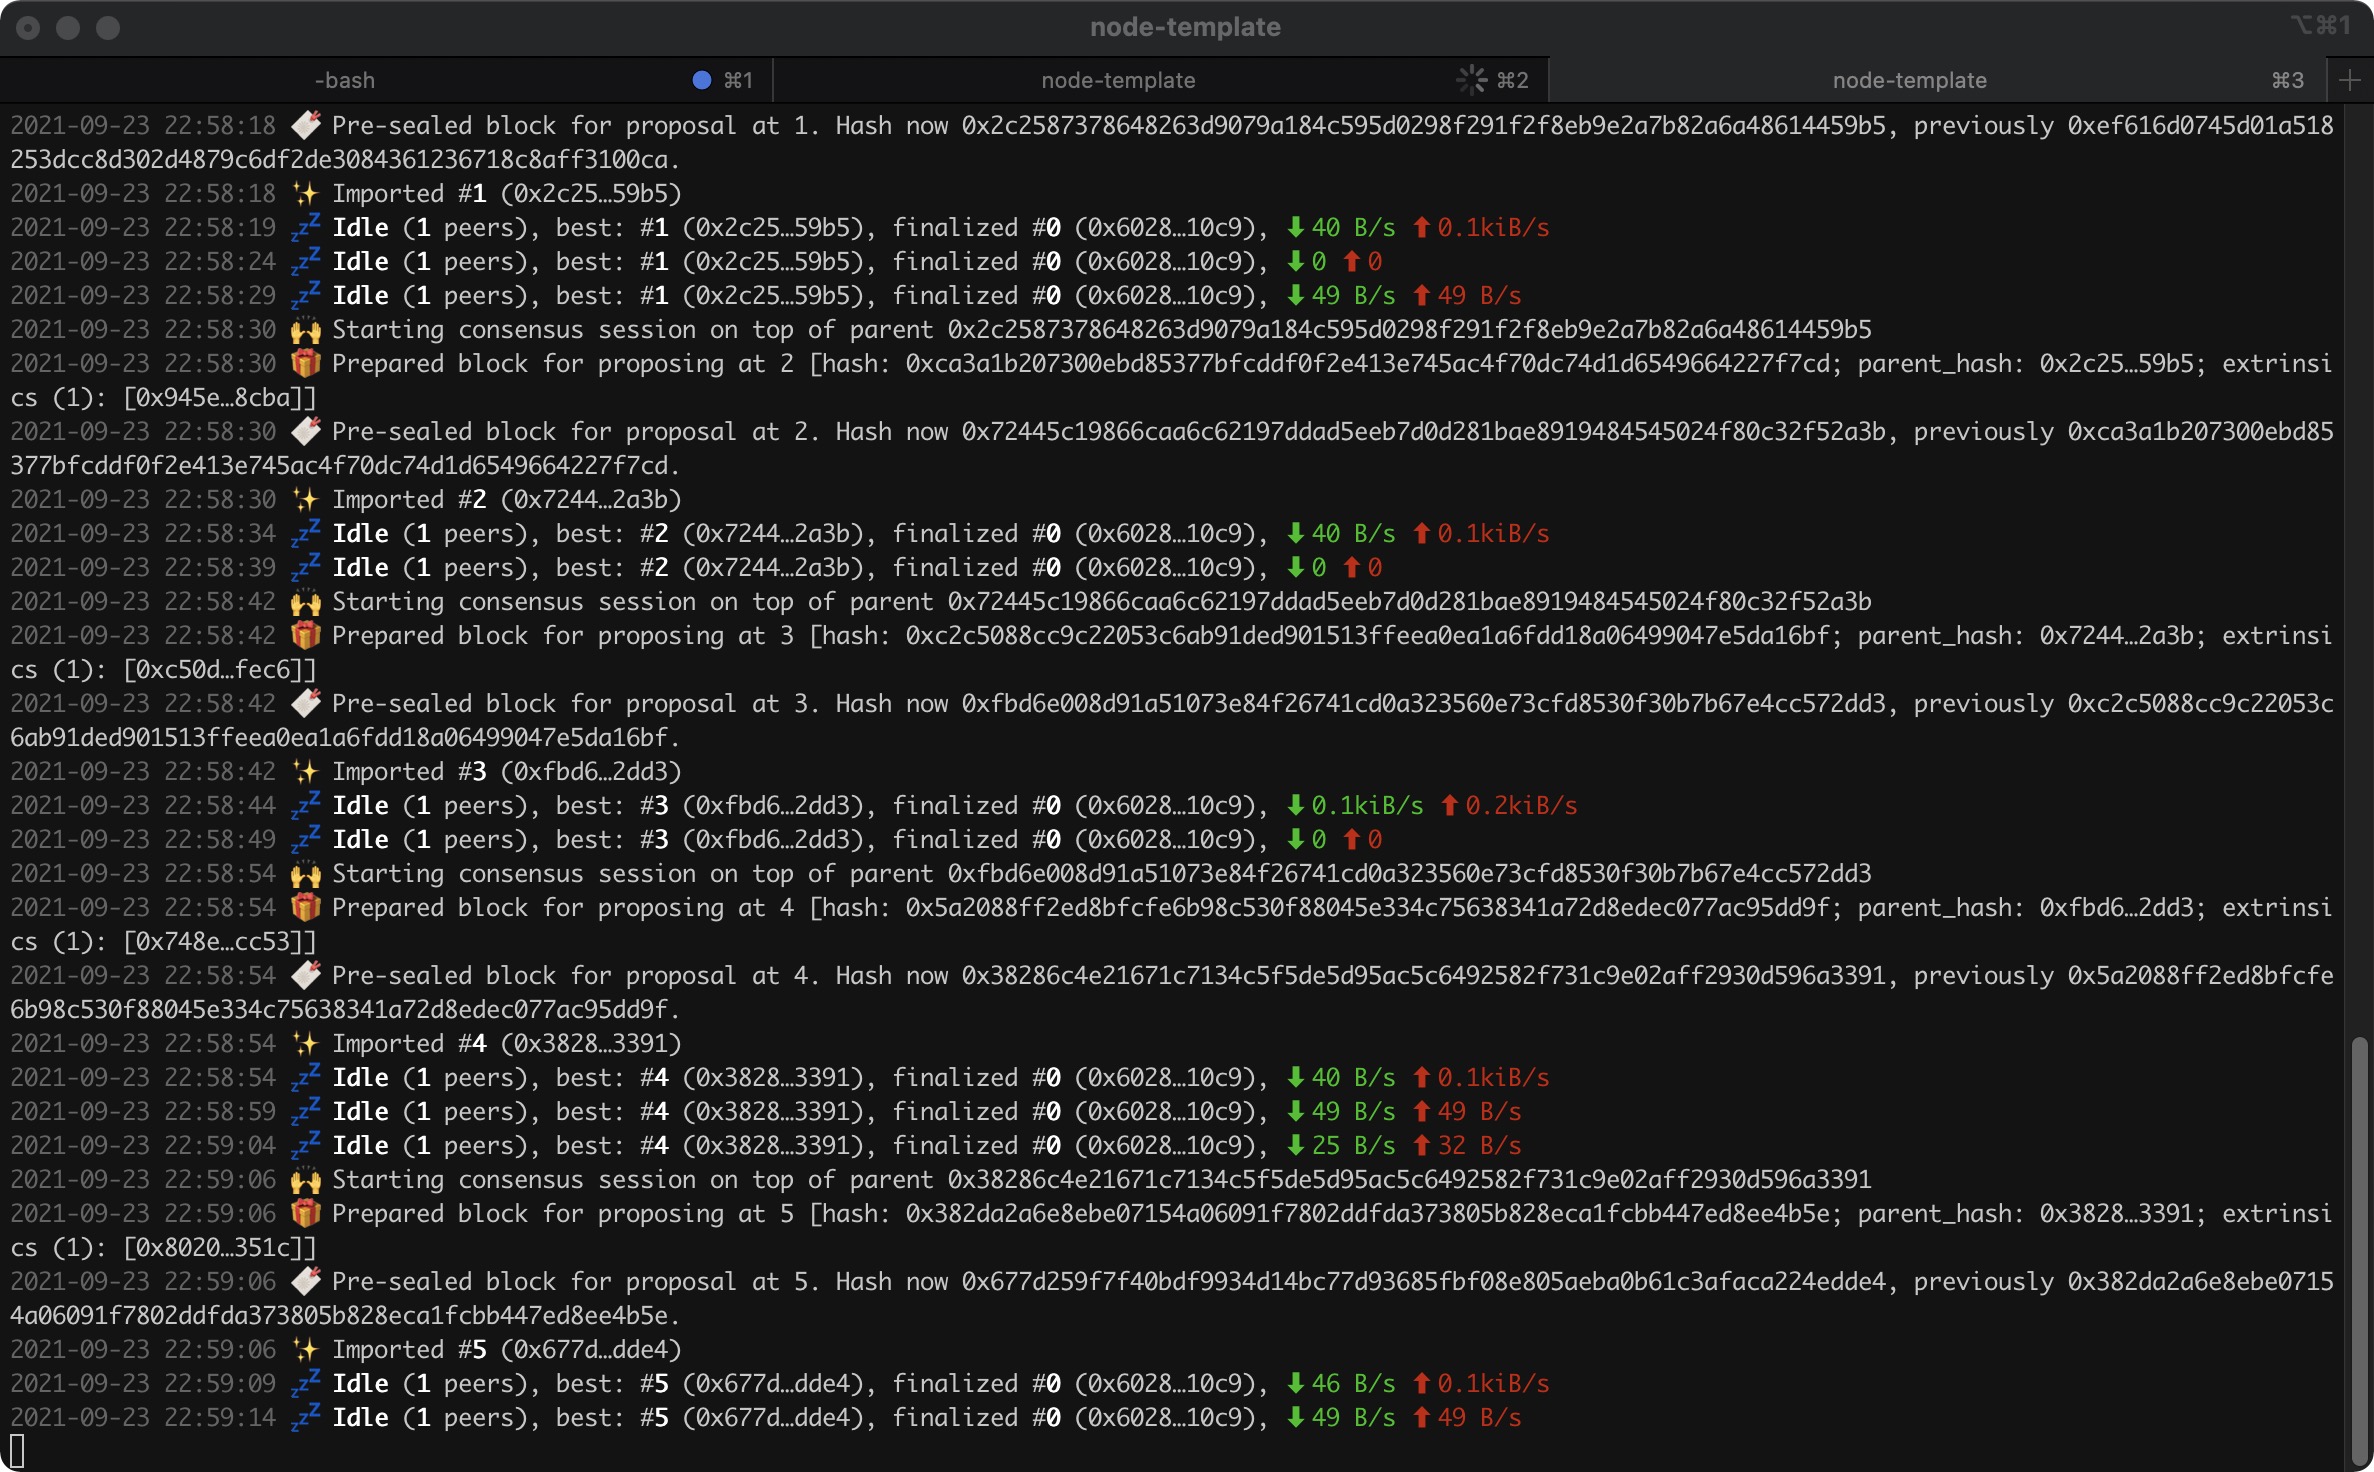 node-template
⌥⌘1
-bash ⌘1 node-template ⌘2 node-template ⌘3
2021-09-23 22:58:18 🏷 Pre-sealed block for proposal at 1. Hash now 0x2c2587378648263d9079a184c595d0298f291f2f8eb9e2a7b82a6a48614459b5, previously 0xef616d0745d01a518
253dcc8d302d4879c6df2de3084361236718c8aff3100ca.
2021-09-23 22:58:18 ✨ Imported #1 (0x2c25…59b5)
2021-09-23 22:58:19 💤 Idle (1 peers), best: #1 (0x2c25…59b5), finalized #0 (0x6028…10c9), ⬇ 40 B/s ⬆ 0.1kiB/s
2021-09-23 22:58:24 💤 Idle (1 peers), best: #1 (0x2c25…59b5), finalized #0 (0x6028…10c9), ⬇ 0 ⬆ 0
2021-09-23 22:58:29 💤 Idle (1 peers), best: #1 (0x2c25…59b5), finalized #0 (0x6028…10c9), ⬇ 49 B/s ⬆ 49 B/s
2021-09-23 22:58:30 🙌 Starting consensus session on top of parent 0x2c2587378648263d9079a184c595d0298f291f2f8eb9e2a7b82a6a48614459b5
2021-09-23 22:58:30 🎁 Prepared block for proposing at 2 [hash: 0xca3a1b207300ebd85377bfcddf0f2e413e745ac4f70dc74d1d6549664227f7cd; parent_hash: 0x2c25…59b5; extrinsi
cs (1): [0x945e…8cba]]
2021-09-23 22:58:30 🏷 Pre-sealed block for proposal at 2. Hash now 0x72445c19866caa6c62197ddad5eeb7d0d281bae8919484545024f80c32f52a3b, previously 0xca3a1b207300ebd85
377bfcddf0f2e413e745ac4f70dc74d1d6549664227f7cd.
2021-09-23 22:58:30 ✨ Imported #2 (0x7244…2a3b)
2021-09-23 22:58:34 💤 Idle (1 peers), best: #2 (0x7244…2a3b), finalized #0 (0x6028…10c9), ⬇ 40 B/s ⬆ 0.1kiB/s
2021-09-23 22:58:39 💤 Idle (1 peers), best: #2 (0x7244…2a3b), finalized #0 (0x6028…10c9), ⬇ 0 ⬆ 0
2021-09-23 22:58:42 🙌 Starting consensus session on top of parent 0x72445c19866caa6c62197ddad5eeb7d0d281bae8919484545024f80c32f52a3b
2021-09-23 22:58:42 🎁 Prepared block for proposing at 3 [hash: 0xc2c5088cc9c22053c6ab91ded901513ffeea0ea1a6fdd18a06499047e5da16bf; parent_hash: 0x7244…2a3b; extrinsi
cs (1): [0xc50d…fec6]]
2021-09-23 22:58:42 🏷 Pre-sealed block for proposal at 3. Hash now 0xfbd6e008d91a51073e84f26741cd0a323560e73cfd8530f30b7b67e4cc572dd3, previously 0xc2c5088cc9c22053c
6ab91ded901513ffeea0ea1a6fdd18a06499047e5da16bf.
2021-09-23 22:58:42 ✨ Imported #3 (0xfbd6…2dd3)
2021-09-23 22:58:44 💤 Idle (1 peers), best: #3 (0xfbd6…2dd3), finalized #0 (0x6028…10c9), ⬇ 0.1kiB/s ⬆ 0.2kiB/s
2021-09-23 22:58:49 💤 Idle (1 peers), best: #3 (0xfbd6…2dd3), finalized #0 (0x6028…10c9), ⬇ 0 ⬆ 0
2021-09-23 22:58:54 🙌 Starting consensus session on top of parent 0xfbd6e008d91a51073e84f26741cd0a323560e73cfd8530f30b7b67e4cc572dd3
2021-09-23 22:58:54 🎁 Prepared block for proposing at 4 [hash: 0x5a2088ff2ed8bfcfe6b98c530f88045e334c75638341a72d8edec077ac95dd9f; parent_hash: 0xfbd6…2dd3; extrinsi
cs (1): [0x748e…cc53]]
2021-09-23 22:58:54 🏷 Pre-sealed block for proposal at 4. Hash now 0x38286c4e21671c7134c5f5de5d95ac5c6492582f731c9e02aff2930d596a3391, previously 0x5a2088ff2ed8bfcfe
6b98c530f88045e334c75638341a72d8edec077ac95dd9f.
2021-09-23 22:58:54 ✨ Imported #4 (0x3828…3391)
2021-09-23 22:58:54 💤 Idle (1 peers), best: #4 (0x3828…3391), finalized #0 (0x6028…10c9), ⬇ 40 B/s ⬆ 0.1kiB/s
2021-09-23 22:58:59 💤 Idle (1 peers), best: #4 (0x3828…3391), finalized #0 (0x6028…10c9), ⬇ 49 B/s ⬆ 49 B/s
2021-09-23 22:59:04 💤 Idle (1 peers), best: #4 (0x3828…3391), finalized #0 (0x6028…10c9), ⬇ 25 B/s ⬆ 32 B/s
2021-09-23 22:59:06 🙌 Starting consensus session on top of parent 0x38286c4e21671c7134c5f5de5d95ac5c6492582f731c9e02aff2930d596a3391
2021-09-23 22:59:06 🎁 Prepared block for proposing at 5 [hash: 0x382da2a6e8ebe07154a06091f7802ddfda373805b828eca1fcbb447ed8ee4b5e; parent_hash: 0x3828…3391; extrinsi
cs (1): [0x8020…351c]]
2021-09-23 22:59:06 🏷 Pre-sealed block for proposal at 5. Hash now 0x677d259f7f40bdf9934d14bc77d93685fbf08e805aeba0b61c3afaca224edde4, previously 0x382da2a6e8ebe0715
4a06091f7802ddfda373805b828eca1fcbb447ed8ee4b5e.
2021-09-23 22:59:06 ✨ Imported #5 (0x677d…dde4)
2021-09-23 22:59:09 💤 Idle (1 peers), best: #5 (0x677d…dde4), finalized #0 (0x6028…10c9), ⬇ 46 B/s ⬆ 0.1kiB/s
2021-09-23 22:59:14 💤 Idle (1 peers), best: #5 (0x677d…dde4), finalized #0 (0x6028…10c9), ⬇ 49 B/s ⬆ 49 B/s